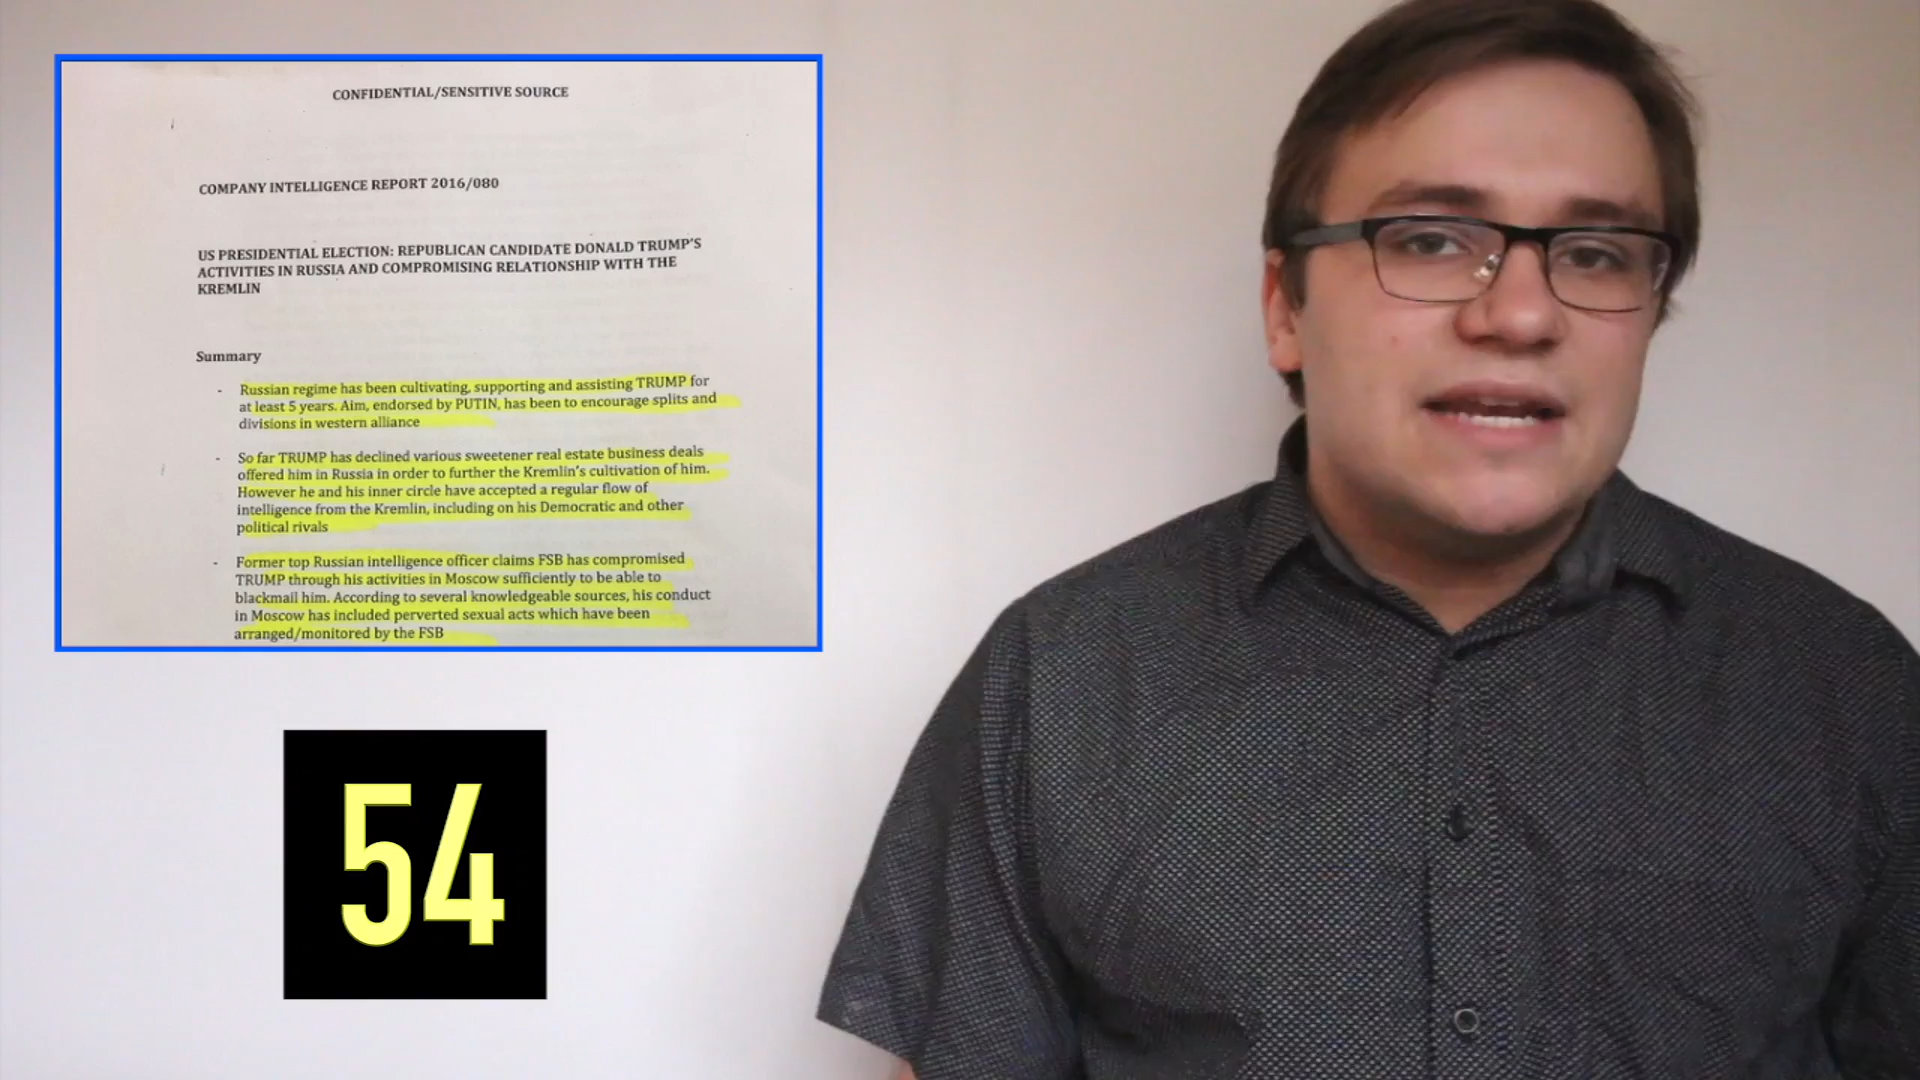 CONFIDENTIAL/SENSITIVE SOURCE
COMPANY INTELLIGENCE REPORT 2016/080
US PRESIDENTIAL ELECTION: REPUBLICAN CANDIDATE DONALD TRUMP'S
ACTIVITIES IN RUSSIA AND COMPROMISING RELATIONSHIP WITH THE
KREMLIN
Summary
- Russian regime has been cultivating, supporting and assisting TRUMP for
at least 5 years. Aim, endorsed by PUTIN, has been to encourage splits and
divisions in western alliance
- So far TRUMP has declined various sweetener real estate business deals
offered him in Russia in order to further the Kremlin's cultivation of him.
However he and his inner circle have accepted a regular flow of
intelligence from the Kremlin, including on his Democratic and other
political rivals
- Former top Russian intelligence officer claims FSB has compromised
TRUMP through his activities in Moscow sufficiently to be able to
blackmail him. According to several knowledgeable sources, his conduct
in Moscow has included perverted sexual acts which have been
arranged/monitored by the FSB
54